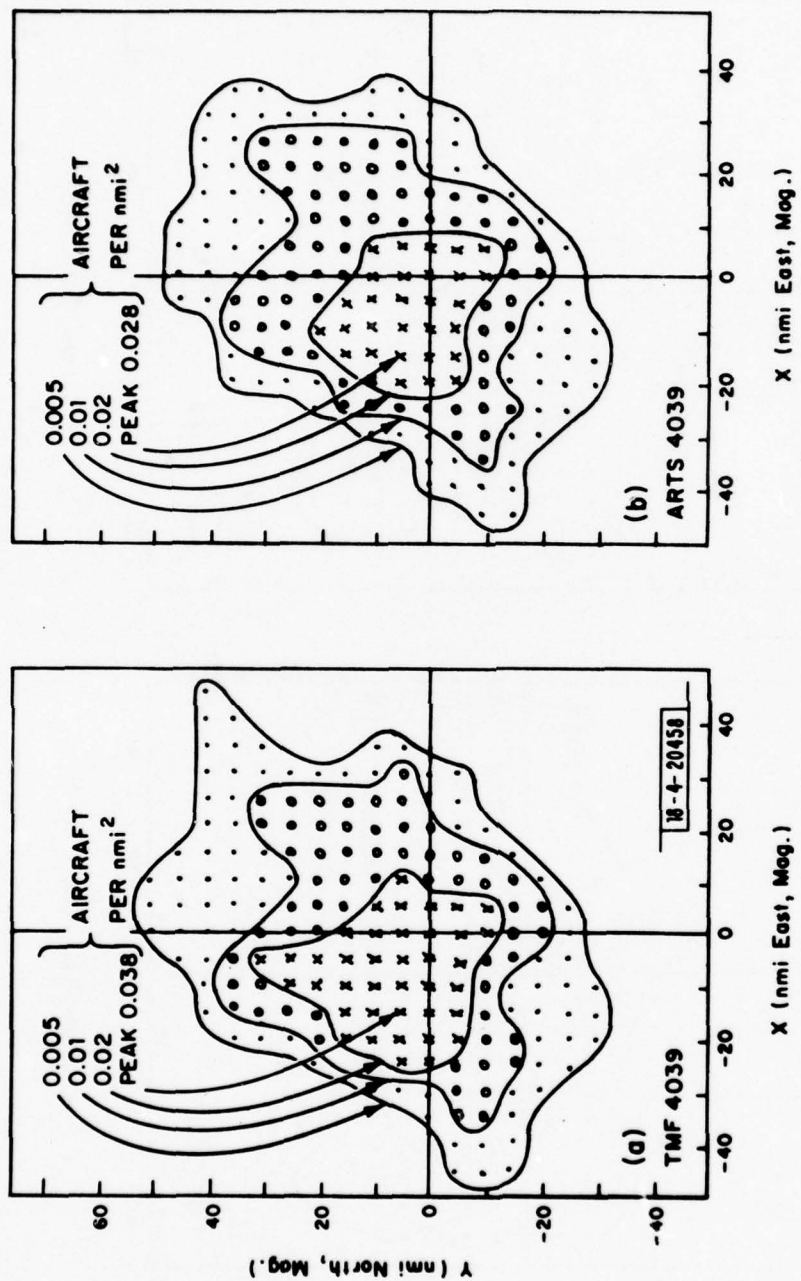 0.005
0.01
0.02
PEAK 0.038
AIRCRAFT
PER nmi²
60
40
20
0
-20
-40
Y (nmi North, Mag.)
-40
-20
0
20
40
X (nmi East, Mag.)
(a)
TMF 4039
18-4-20458
0.005
0.01
0.02
PEAK 0.028
AIRCRAFT
PER nmi²
-40
-20
0
20
40
X (nmi East, Mag.)
(b)
ARTS 4039